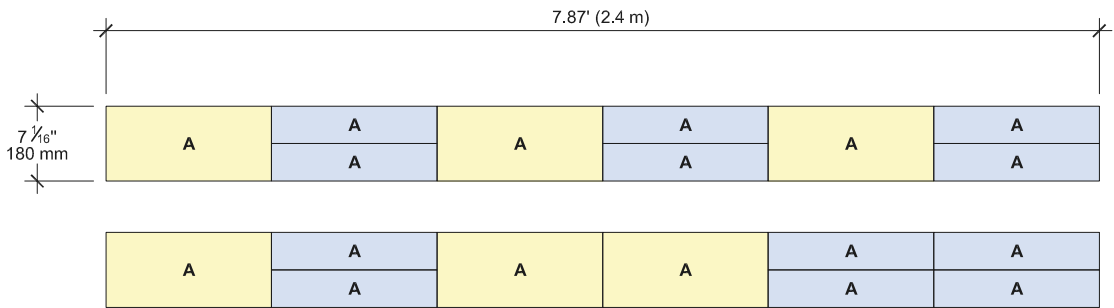 7.87' (2.4 m)
7 1/16"
180 mm
A A A A A A
A A A
A A A A A
A A A A